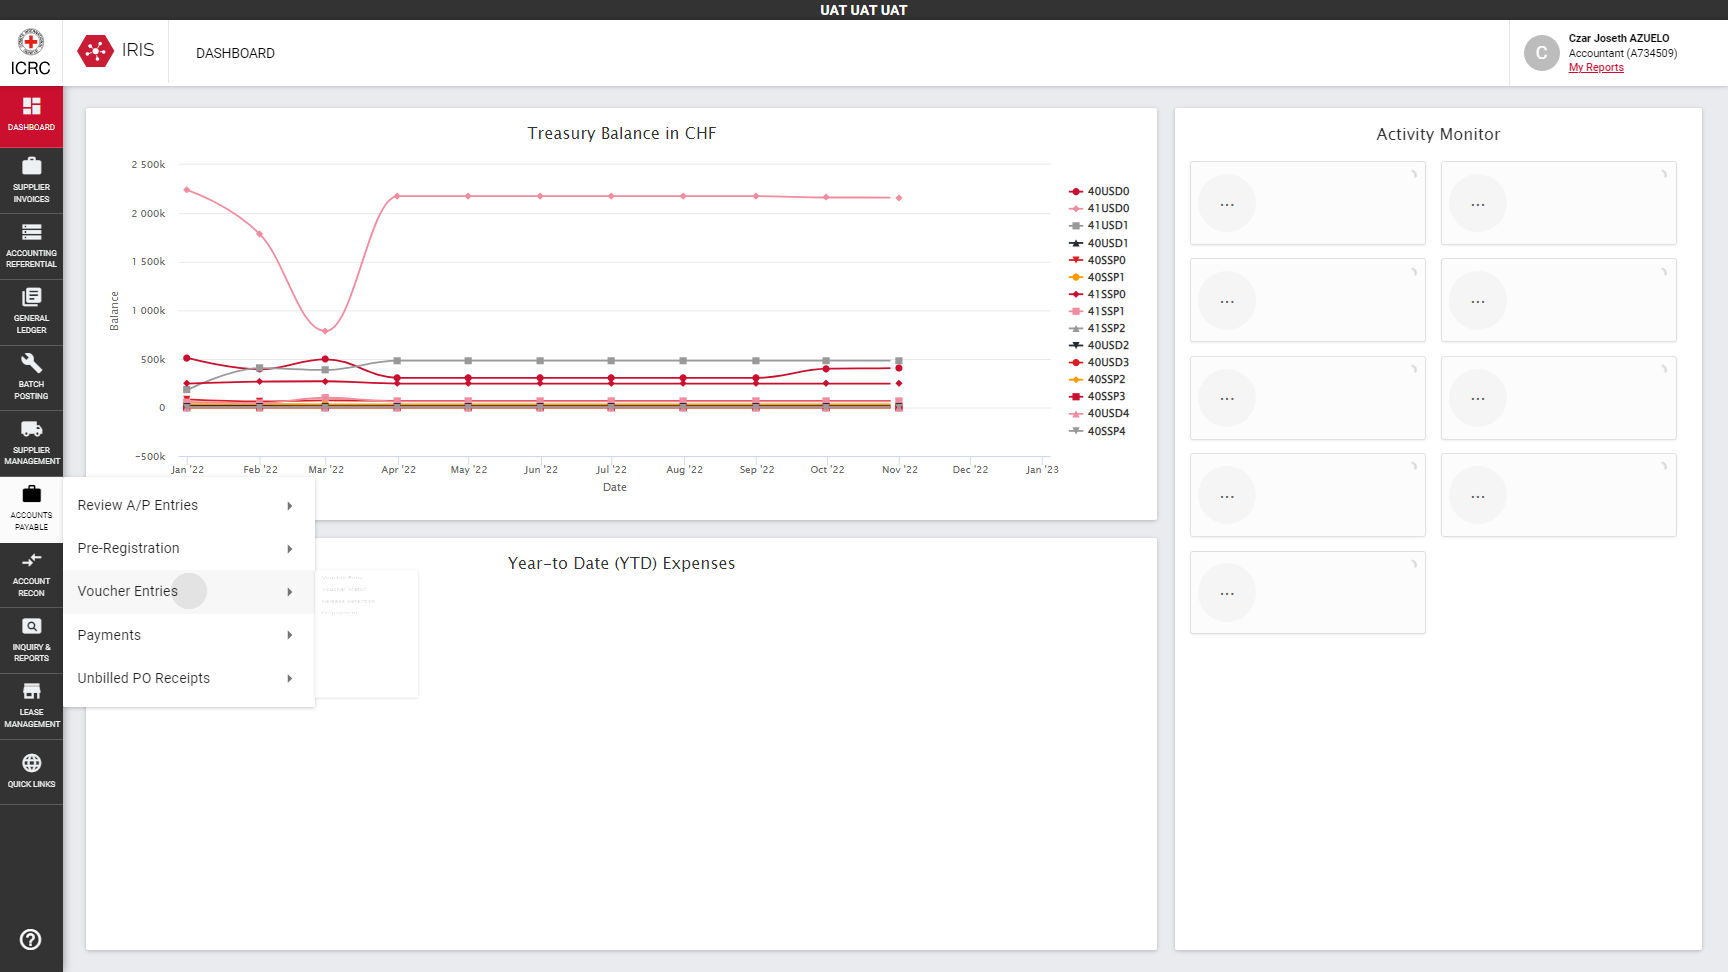 UAT UAT UAT
ICRC
IRIS
DASHBOARD
C
Czar Joseth AZUELO
Accountant (A734509)
My Reports
DASHBOARD
SUPPLIER
INVOICES
ACCOUNTING
REFERENTIAL
GENERAL
LEDGER
BATCH
POSTING
SUPPLIER
MANAGEMENT
ACCOUNTS
PAYABLE
ACCOUNT
RECON
INQUIRY &
REPORTS
LEASE
MANAGEMENT
QUICK LINKS
Treasury Balance in CHF
2 500k
2 000k
1 500k
1 000k
500k
0
-500k
Balance
Jan '22
Feb '22
Mar '22
Apr '22
May '22
Jun '22
Jul '22
Aug '22
Sep '22
Oct '22
Nov '22
Dec '22
Jan '23
Date
40USD0
41USD0
41USD1
40USD1
40SSP0
40SSP1
41SSP0
41SSP1
41SSP2
40USD2
40USD3
40SSP2
40SSP3
40USD4
40SSP4
Review A/P Entries
Pre-Registration
Voucher Entries
Payments
Unbilled PO Receipts
Year-to Date (YTD) Expenses
Activity Monitor
...
...
...
...
...
...
...
...
...